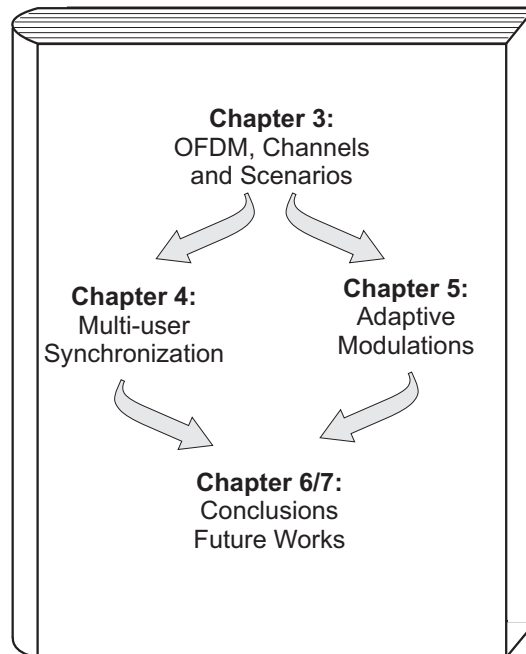 Chapter 3:
OFDM, Channels
and Scenarios
Chapter 4:
Multi-user
Synchronization
Chapter 5:
Adaptive
Modulations
Chapter 6/7:
Conclusions
Future Works